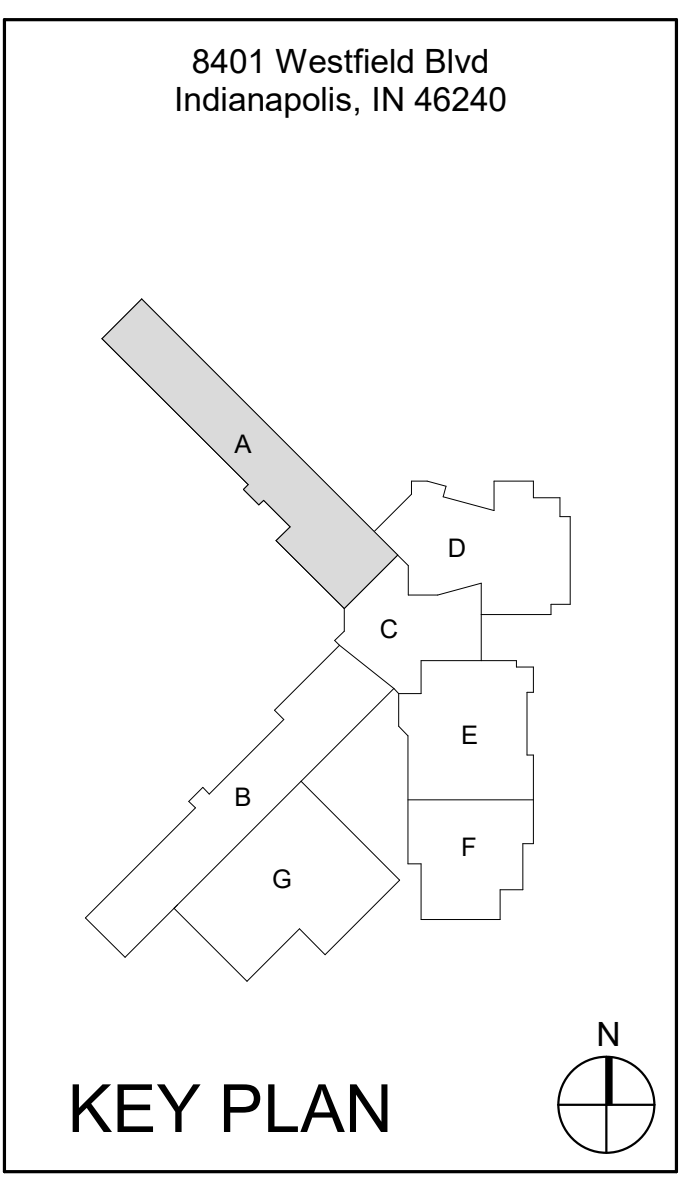 8401 Westfield Blvd
Indianapolis, IN 46240
A
D
C
E
B
F
G
N
KEY PLAN